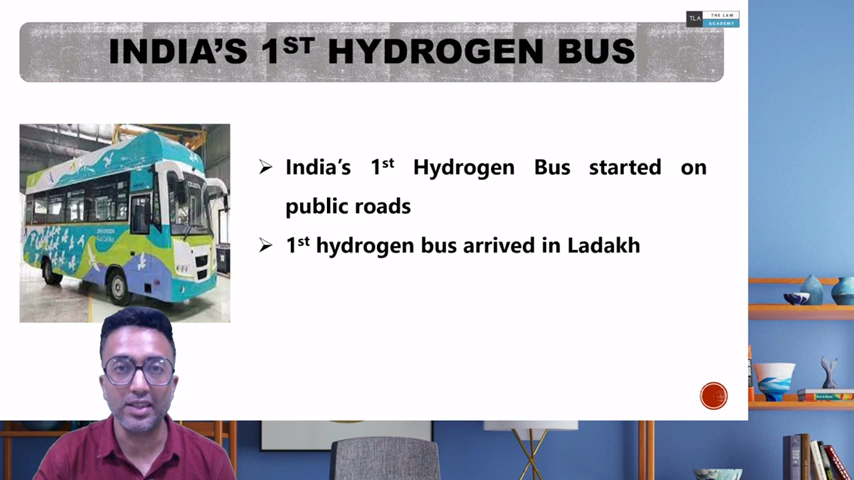 TLA THE LAW
ACADEMY
INDIA'S 1ST HYDROGEN BUS
➢ India's 1st Hydrogen Bus started on
public roads
➢ 1st hydrogen bus arrived in Ladakh